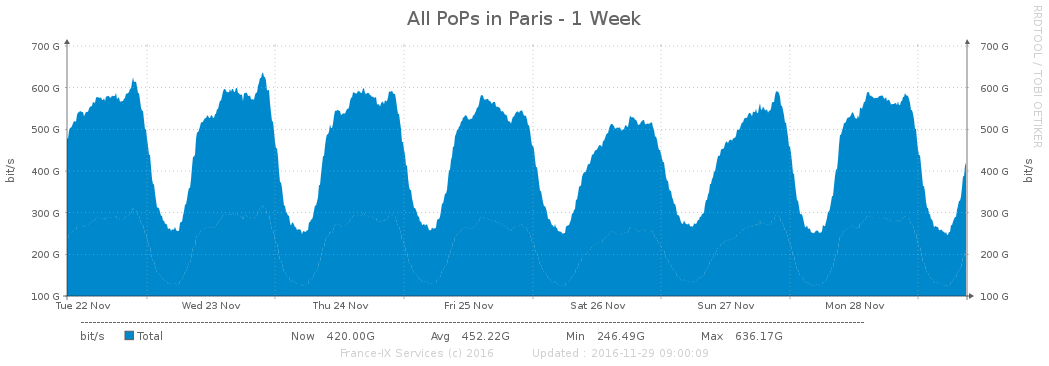 All PoPs in Paris - 1 Week
RRDTOOL / TOBI OETIKER
700 G 700 G
600 G 600 G
500 G 500 G
400 G 400 G
300 G 300 G
200 G 200 G
100 G 100 G
bit/s bit/s
Tue 22 Nov Wed 23 Nov Thu 24 Nov Fri 25 Nov Sat 26 Nov Sun 27 Nov Mon 28 Nov
bit/s Total Now 420.00G Avg 452.22G Min 246.49G Max 636.17G
France-IX Services (c) 2016 Updated : 2016-11-29 09:00:09